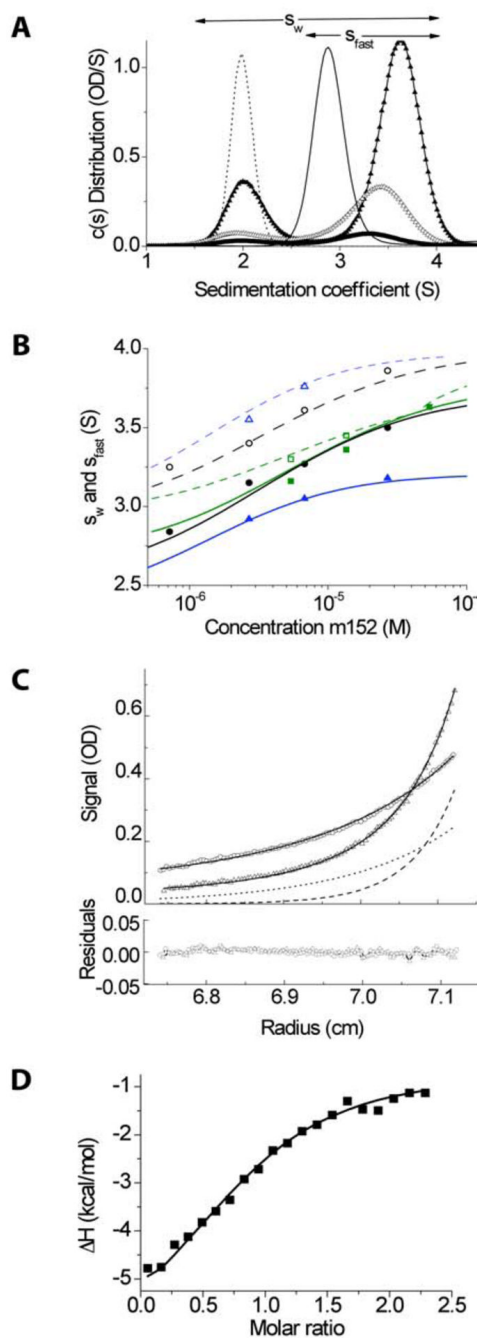 A
s_w
s_fast
c(s) Distribution (OD/S)
1.0
0.5
0.0
1 2 3 4
Sedimentation coefficient (S)
B
s_w and s_fast (S)
4.0
3.5
3.0
2.5
10^-6 10^-5 10^-4
Concentration m152 (M)
C
Signal (OD)
0.6
0.4
0.2
0.0
Residuals
0.05
0.00
-0.05
6.8 6.9 7.0 7.1
Radius (cm)
D
ΔH (kcal/mol)
-1
-2
-3
-4
-5
0.0 0.5 1.0 1.5 2.0 2.5
Molar ratio